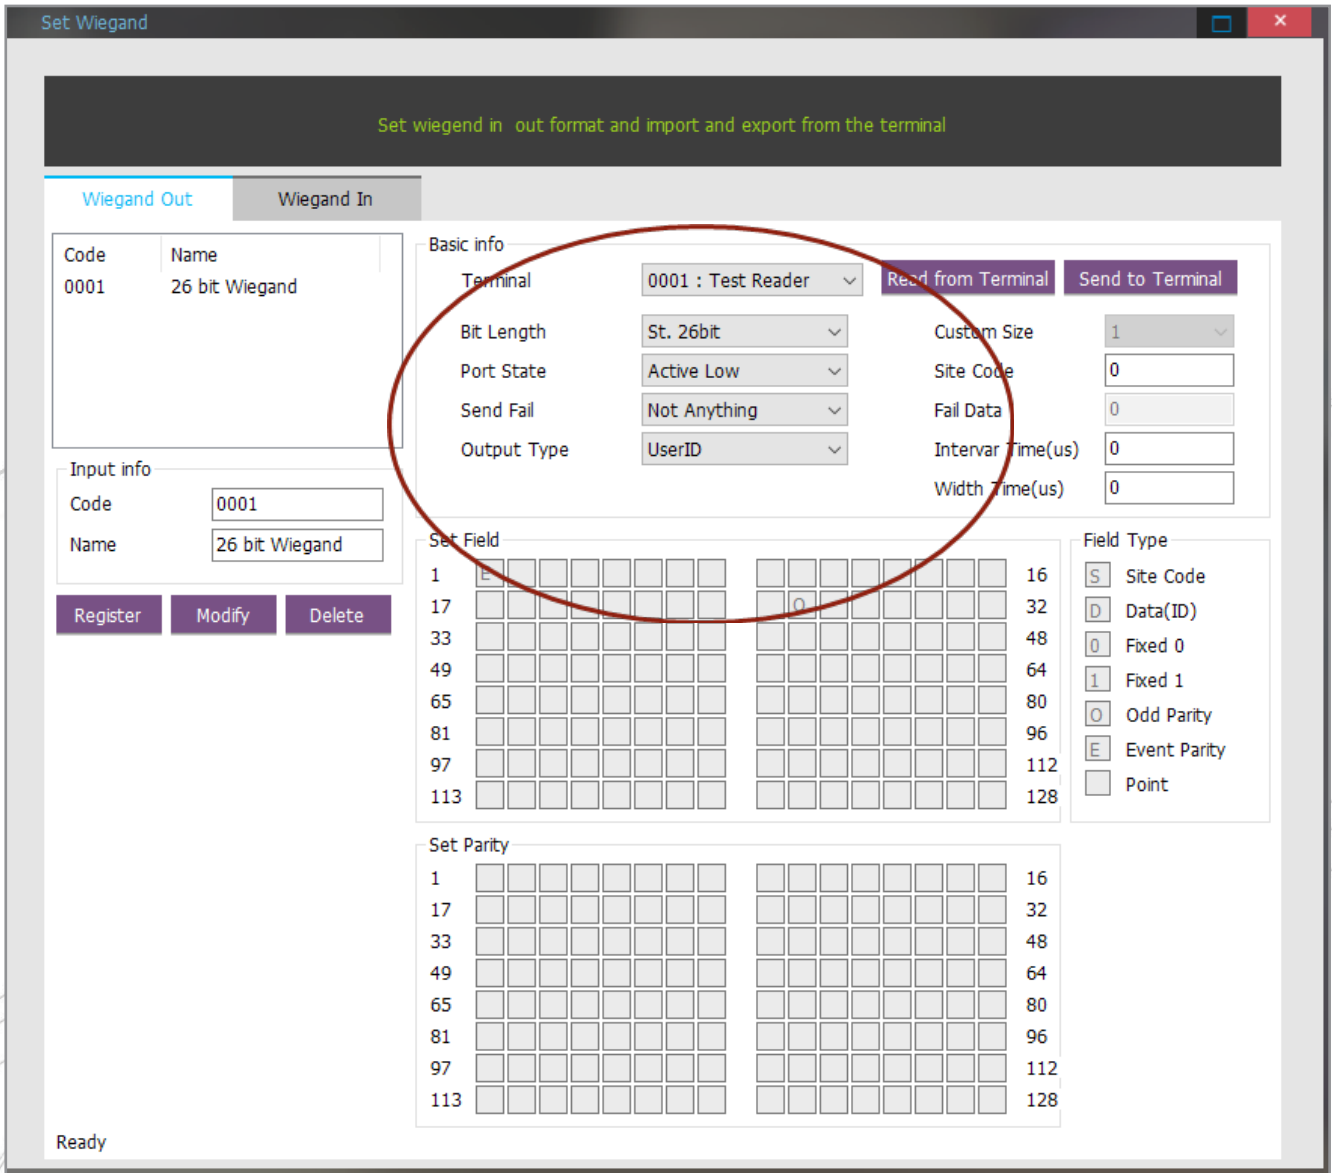 Set Wiegand
Set wiegend in out format and import and export from the terminal
Wiegand Out
Wiegand In
Code Name
0001 26 bit Wiegand
Input info
Code 0001
Name 26 bit Wiegand
Register Modify Delete
Basic info
Terminal 0001 : Test Reader Read from Terminal Send to Terminal
Bit Length St. 26bit Custom Size 1
Port State Active Low Site Code 0
Send Fail Not Anything Fail Data 0
Output Type UserID Intervar Time(us) 0
Width Time(us) 0
Set Field
1 E 16
17 O 32
33 48
49 64
65 80
81 96
97 112
113 128
Field Type
S Site Code
D Data(ID)
0 Fixed 0
1 Fixed 1
O Odd Parity
E Event Parity
Point
Set Parity
1 16
17 32
33 48
49 64
65 80
81 96
97 112
113 128
Ready